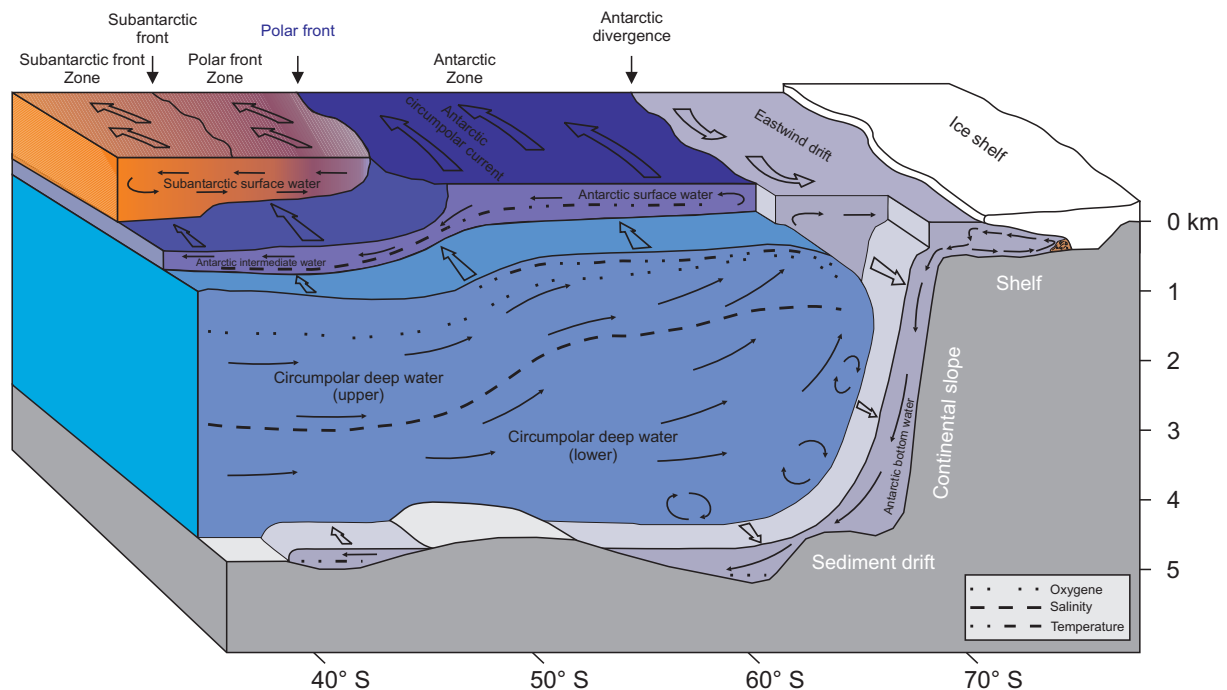 Subantarctic
front
Polar front
Antarctic
divergence
Subantarctic front
Zone
Polar front
Zone
Antarctic
Zone
Antarctic
circumpolar current
Eastwind drift
Ice shelf
Subantarctic surface water
Antarctic surface water
Antarctic intermediate water
0 km
Shelf
1
2
Circumpolar deep water
(upper)
3
Circumpolar deep water
(lower)
Antarctic bottom water
Continental slope
4
Sediment drift
5
Oxygene
Salinity
Temperature
40° S
50° S
60° S
70° S